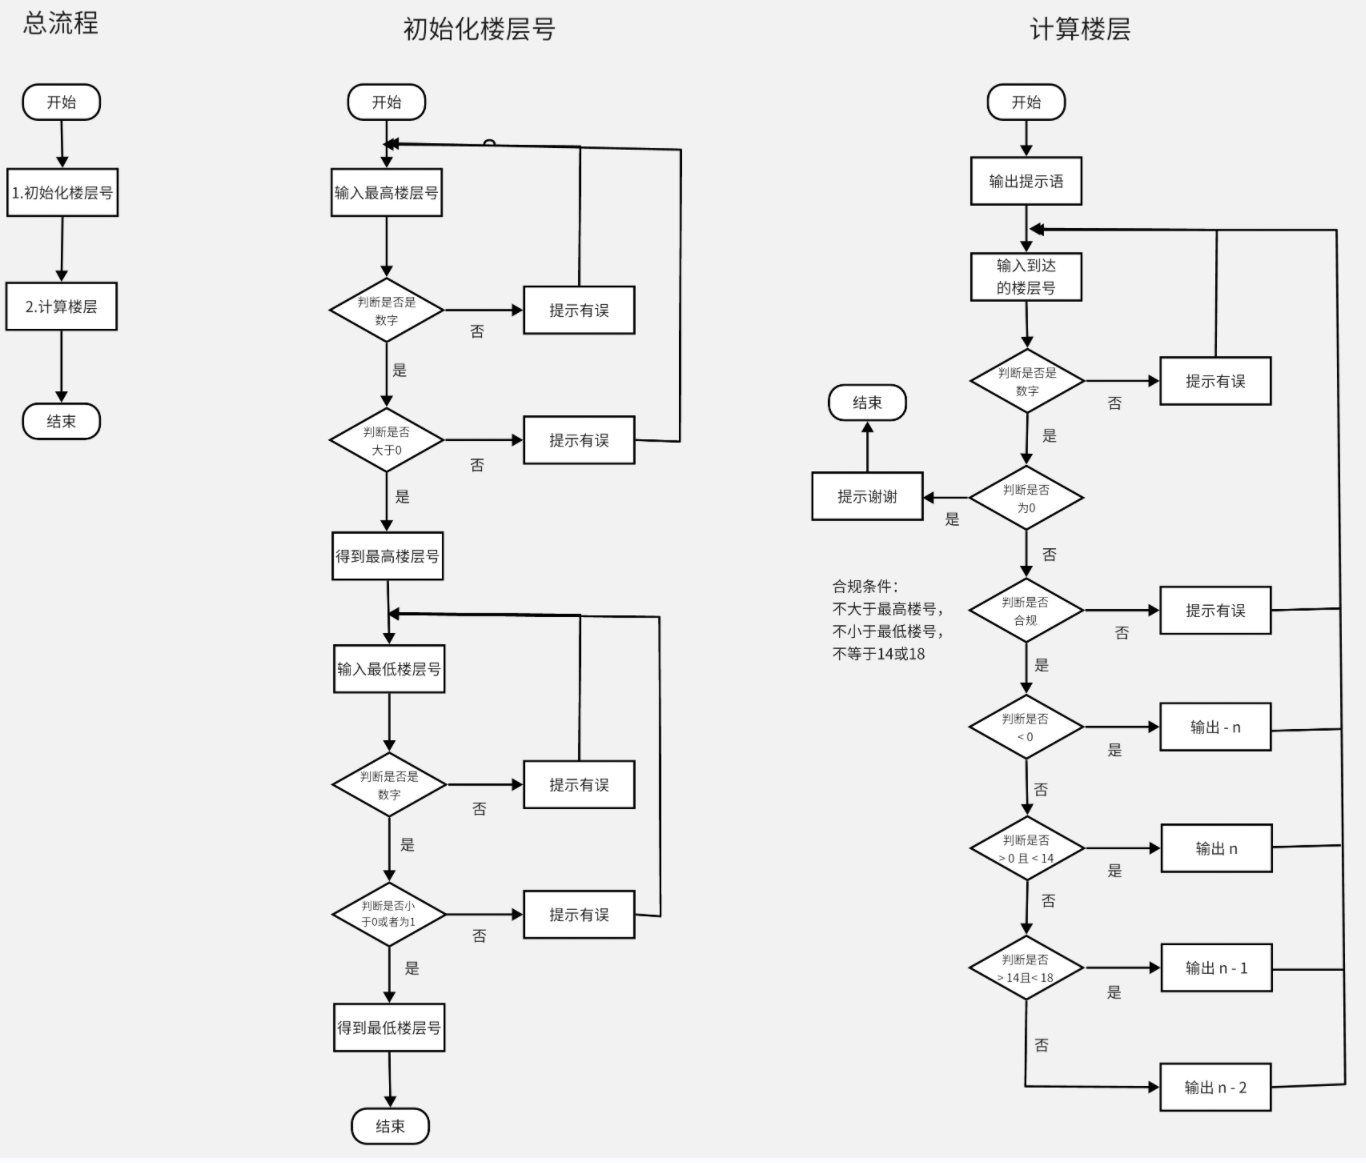 总流程
开始
1.初始化楼层号
2.计算楼层
结束
初始化楼层号
开始
输入最高楼层号
判断是否是
数字
否
提示有误
是
判断是否
大于0
否
提示有误
是
得到最高楼层号
输入最低楼层号
判断是否是
数字
否
提示有误
是
判断是否小
于0或者为1
否
提示有误
是
得到最低楼层号
结束
计算楼层
开始
输出提示语
输入到达
的楼层号
判断是否是
数字
否
提示有误
是
判断是否
为0
是
提示谢谢
结束
否
合规条件：
不大于最高楼号，
不小于最低楼号，
不等于14或18
判断是否
合规
否
提示有误
是
判断是否
< 0
是
输出 - n
否
判断是否
> 0 且 < 14
是
输出 n
否
判断是否
> 14且< 18
是
输出 n - 1
否
输出 n - 2